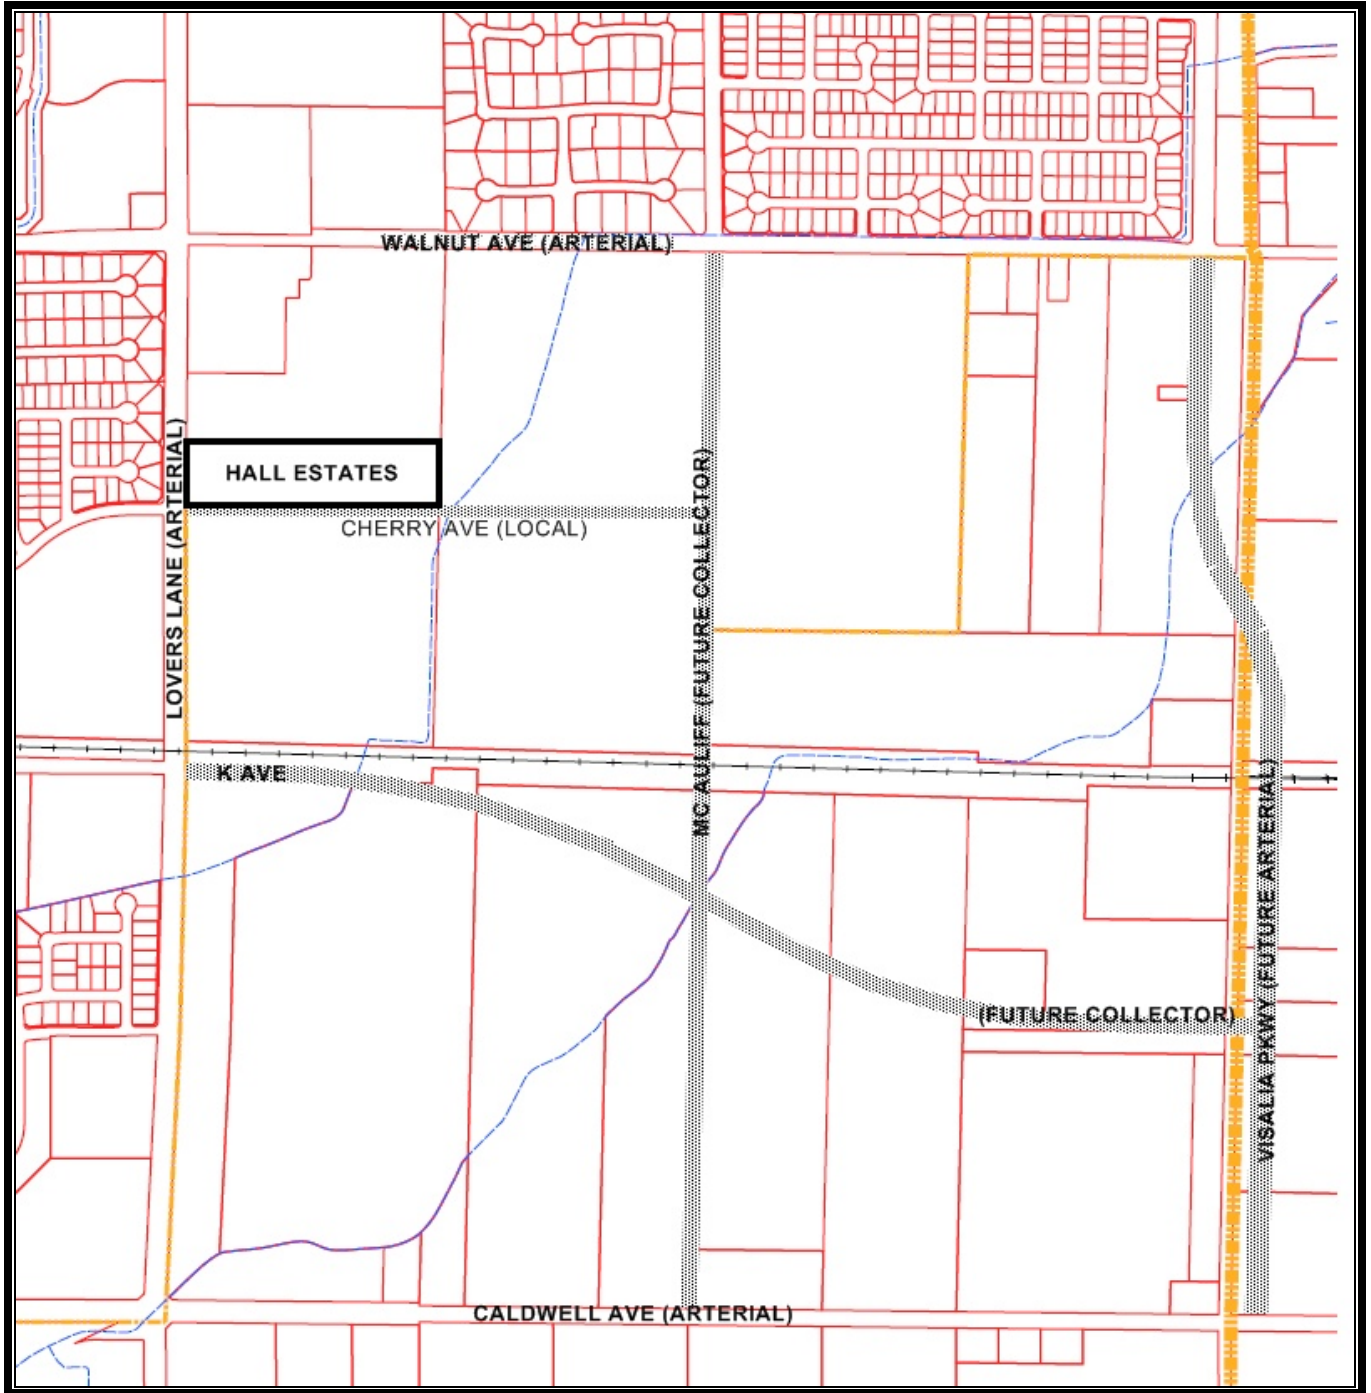 WALNUT AVE (ARTERIAL)
LOVERS LANE (ARTERIAL)
HALL ESTATES
CHERRY AVE (LOCAL)
MC AULIFF (FUTURE COLLECTOR)
K AVE
(FUTURE COLLECTOR)
VISALIA PKWY (FUTURE ARTERIAL)
CALDWELL AVE (ARTERIAL)